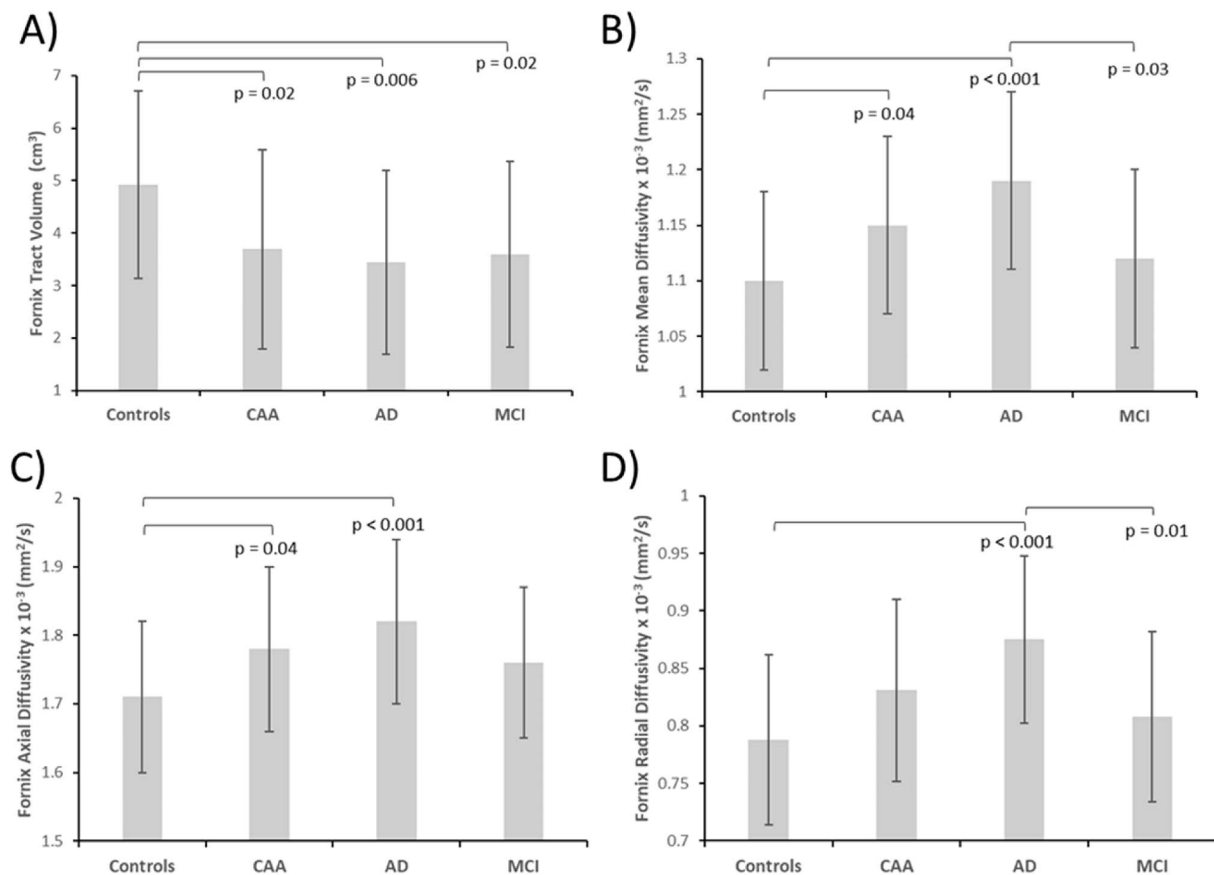 A)
p = 0.02
p = 0.006
p = 0.02
Fornix Tract Volume (cm³)
7
6
5
4
3
2
1
Controls CAA AD MCI
B)
p = 0.04
p < 0.001
p = 0.03
Fornix Mean Diffusivity x 10⁻³ (mm²/s)
1.3
1.25
1.2
1.15
1.1
1.05
1
Controls CAA AD MCI
C)
p = 0.04
p < 0.001
Fornix Axial Diffusivity x 10⁻³ (mm²/s)
2
1.9
1.8
1.7
1.6
1.5
Controls CAA AD MCI
D)
p < 0.001
p = 0.01
Fornix Radial Diffusivity x 10⁻³ (mm²/s)
1
0.95
0.9
0.85
0.8
0.75
0.7
Controls CAA AD MCI